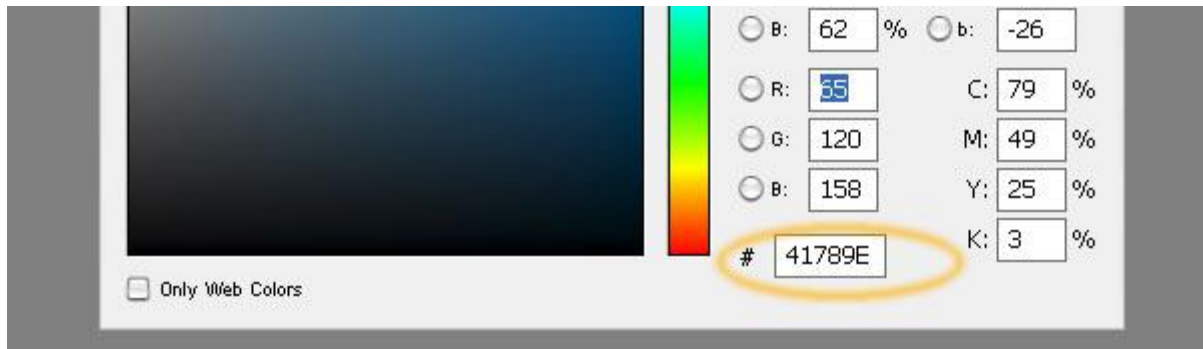 B: 62 % b: -26
R: 65 C: 79 %
G: 120 M: 49 %
B: 158 Y: 25 %
# 41789E K: 3 %
Only Web Colors